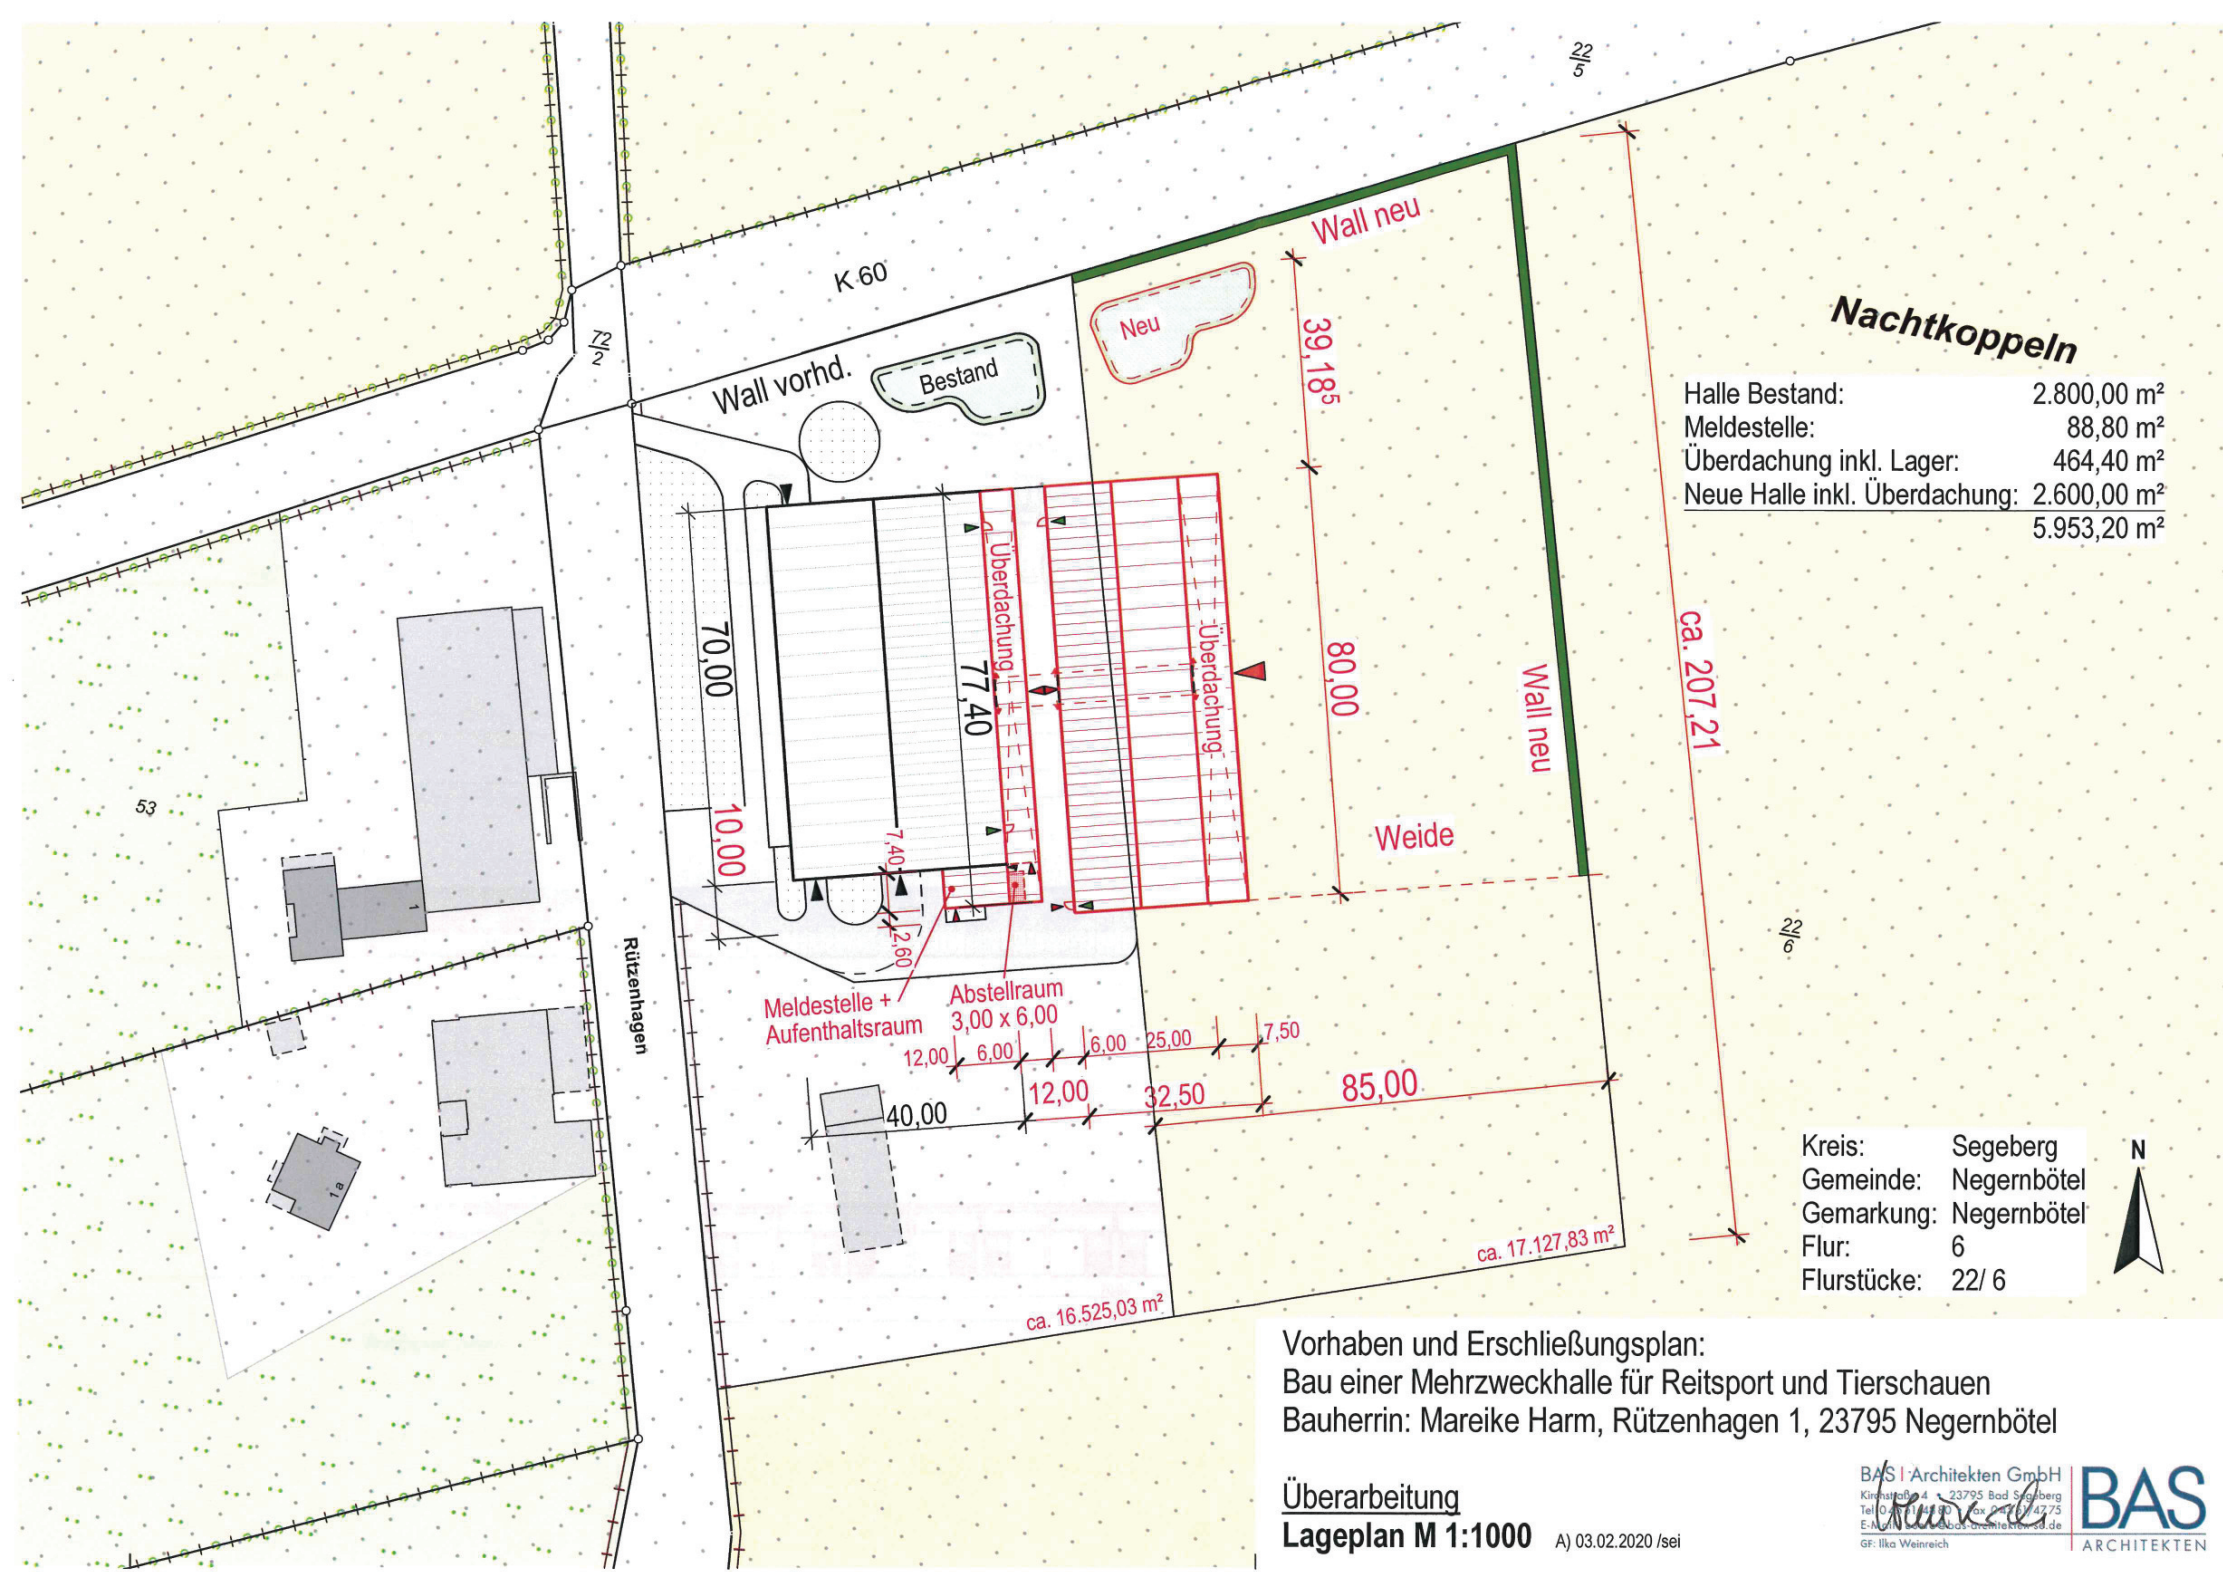 22
5
Wall neu
K 60
72
2
Neu
Nachtkoppeln
Wall vorhd.
Bestand
39,18⁵
Halle Bestand: 2.800,00 m²
Meldestelle: 88,80 m²
Überdachung inkl. Lager: 464,40 m²
Neue Halle inkl. Überdachung: 2.600,00 m²
5.953,20 m²
Überdachung
Überdachung
70,00
77,40
80,00
ca. 207,21
Wall neu
53
10,00
7,40
Weide
1
2,60
22
6
Rützenhagen
Meldestelle +
Aufenthaltsraum
Abstellraum
3,00 x 6,00
12,00
6,00
6,00
25,00
7,50
40,00
12,00
32,50
85,00
1a
Kreis: Segeberg
Gemeinde: Negernbötel
Gemarkung: Negernbötel
Flur: 6
Flurstücke: 22/ 6
N
ca. 17.127,83 m²
ca. 16.525,03 m²
Vorhaben und Erschließungsplan:
Bau einer Mehrzweckhalle für Reitsport und Tierschauen
Bauherrin: Mareike Harm, Rützenhagen 1, 23795 Negernbötel
Überarbeitung
Lageplan M 1:1000 A) 03.02.2020 /sei
BAS | Architekten GmbH
23795 Bad Segeberg
GF: Ilka Weinreich
BAS
ARCHITEKTEN